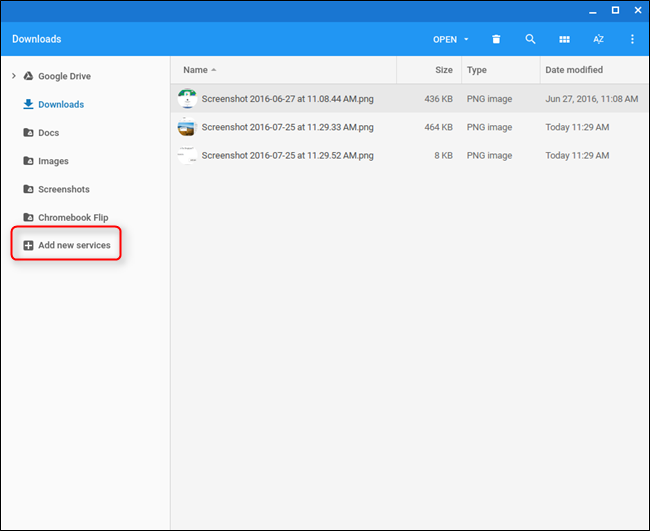 Downloads
OPEN
Google Drive
Downloads
Docs
Images
Screenshots
Chromebook Flip
Add new services
Name Size Type Date modified
Screenshot 2016-06-27 at 11.08.44 AM.png 436 KB PNG image Jun 27, 2016, 11:08 AM
Screenshot 2016-07-25 at 11.29.33 AM.png 464 KB PNG image Today 11:29 AM
Screenshot 2016-07-25 at 11.29.52 AM.png 8 KB PNG image Today 11:29 AM